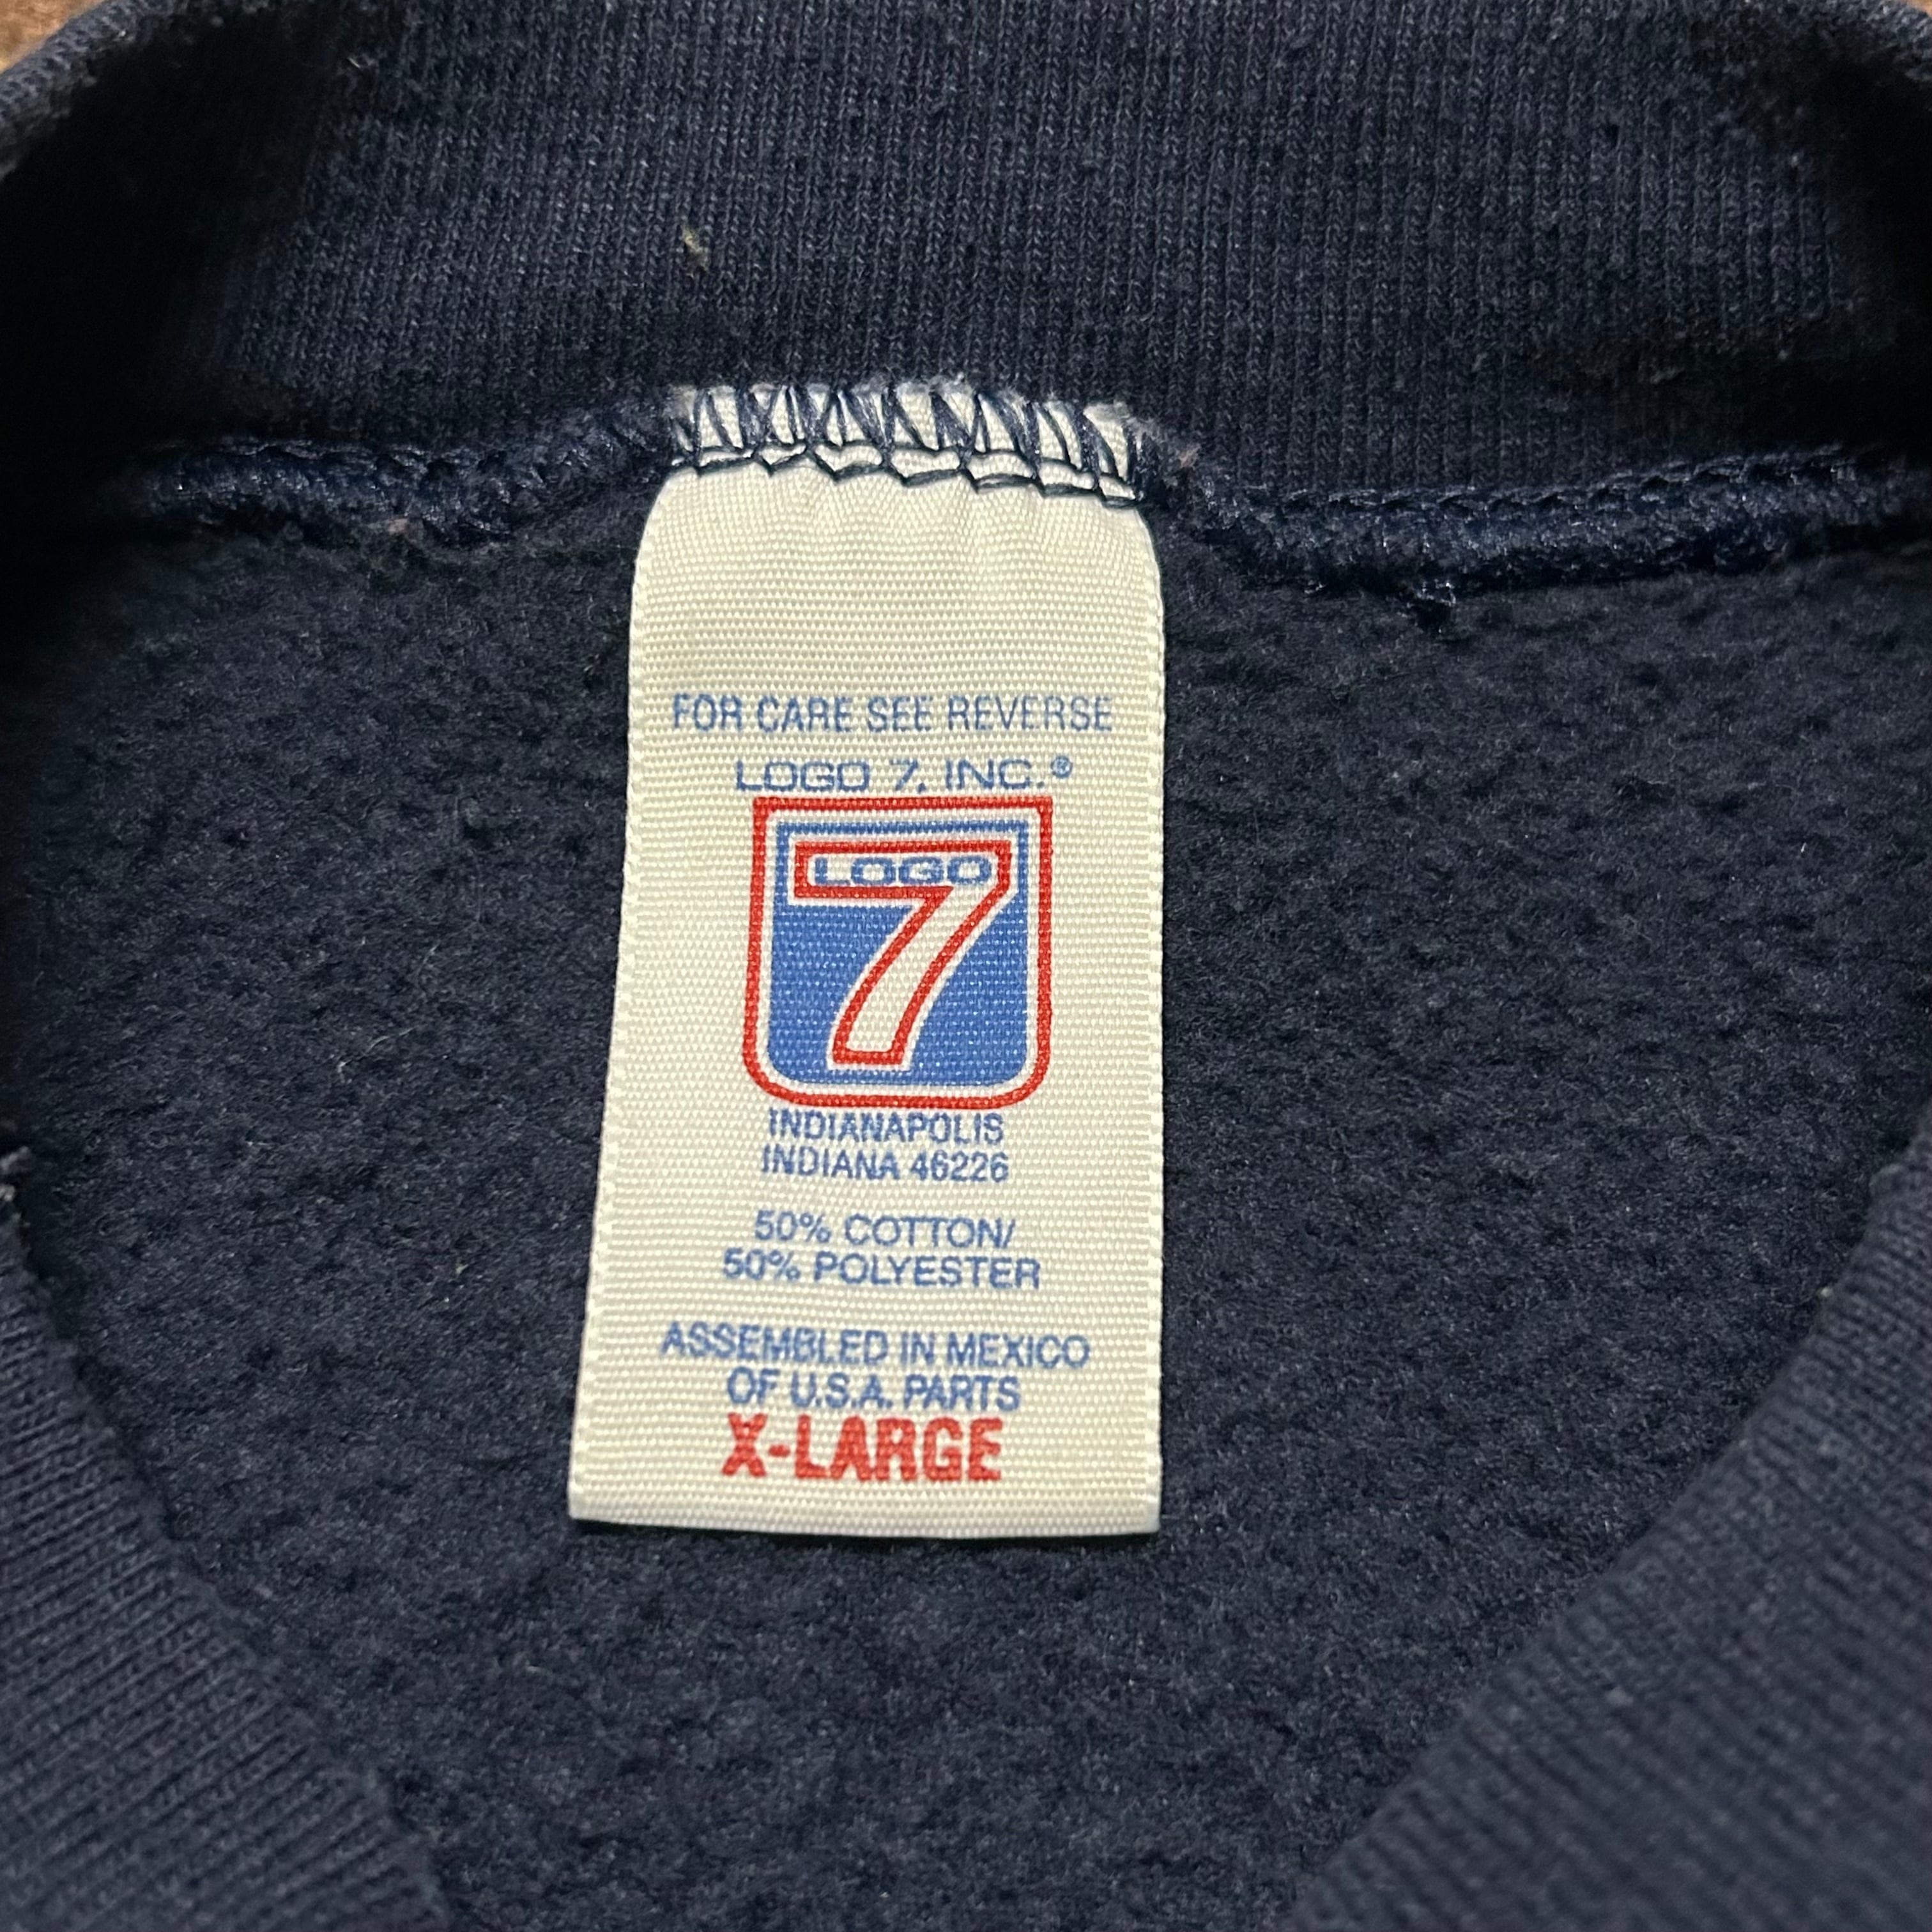 FOR CARE SEE REVERSE
LOGO 7, INC.®
LOGO
7
INDIANAPOLIS
INDIANA 46226
50% COTTON/
50% POLYESTER
ASSEMBLED IN MEXICO
OF U.S.A. PARTS
X-LARGE